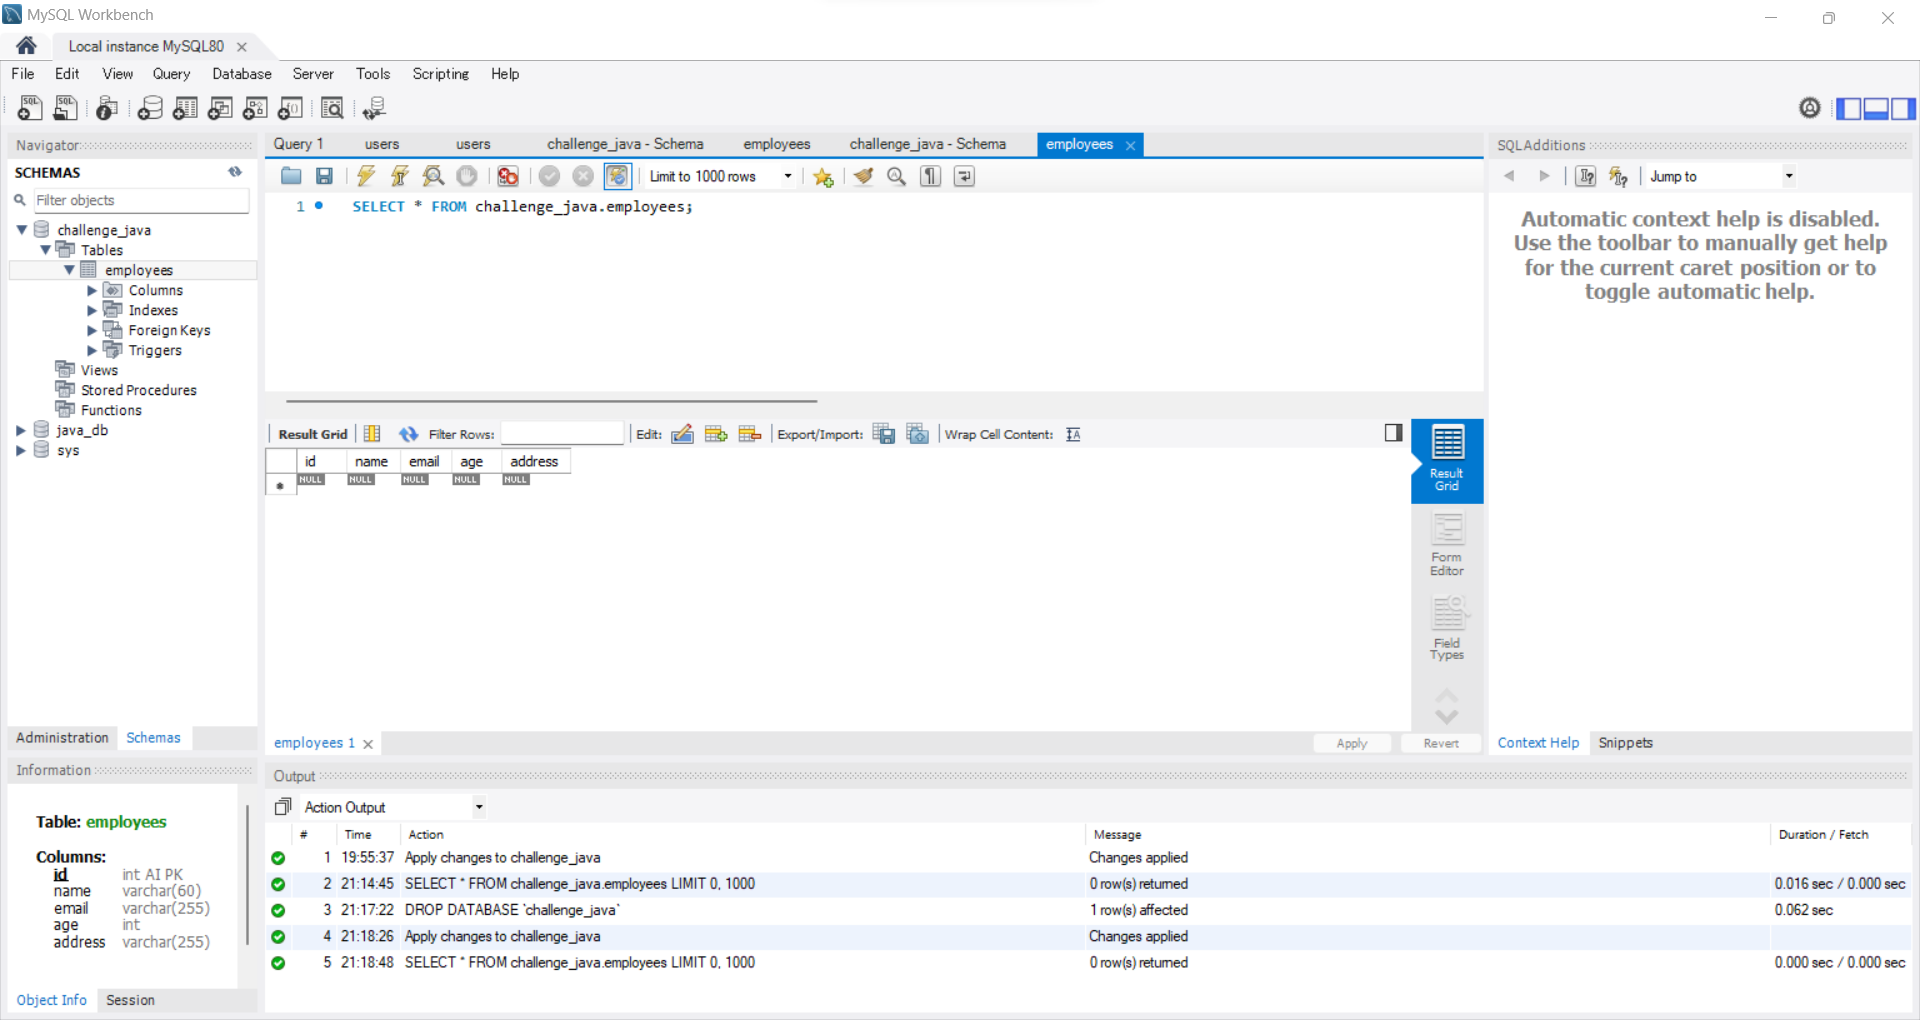 MySQL Workbench
Local instance MySQL80
File Edit View Query Database Server Tools Scripting Help
Navigator
SCHEMAS
Filter objects
challenge_java
Tables
employees
Columns
Indexes
Foreign Keys
Triggers
Views
Stored Procedures
Functions
java_db
sys
Administration Schemas
Information
Table: employees
Columns:
id int AI PK
name varchar(60)
email varchar(255)
age int
address varchar(255)
Object Info Session
Query 1 users users challenge_java - Schema employees challenge_java - Schema employees
Limit to 1000 rows
1 SELECT * FROM challenge_java.employees;
Result Grid Filter Rows: Edit: Export/Import: Wrap Cell Content:
id name email age address
NULL NULL NULL NULL NULL
Result
Grid
Form
Editor
Field
Types
employees 1 Apply Revert
SQLAdditions
Jump to
Automatic context help is disabled.
Use the toolbar to manually get help
for the current caret position or to
toggle automatic help.
Context Help Snippets
Output
Action Output
# Time Action Message Duration / Fetch
1 19:55:37 Apply changes to challenge_java Changes applied
2 21:14:45 SELECT * FROM challenge_java.employees LIMIT 0, 1000 0 row(s) returned 0.016 sec / 0.000 sec
3 21:17:22 DROP DATABASE `challenge_java` 1 row(s) affected 0.062 sec
4 21:18:26 Apply changes to challenge_java Changes applied
5 21:18:48 SELECT * FROM challenge_java.employees LIMIT 0, 1000 0 row(s) returned 0.000 sec / 0.000 sec